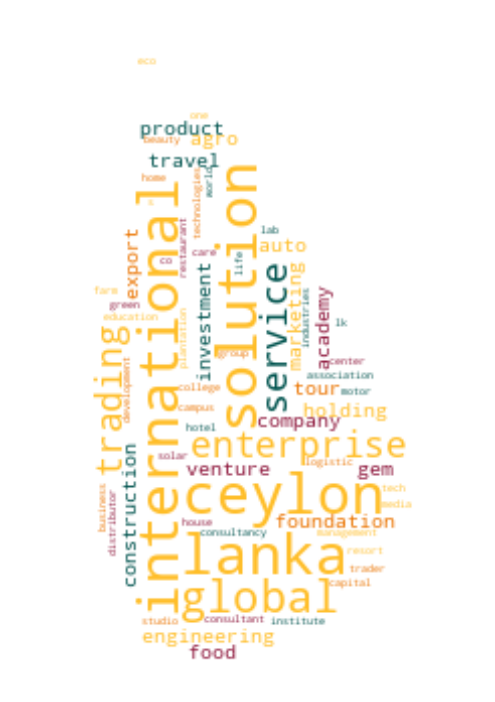 eco
one
product
beauty
agro
travel
home
technologies
world
international
solution
restaurant
export
lab
care
co
life
auto
investment
service
marketing
academy
industries
farm
green
education
plantation
lk
trading
development
group
center
association
college
tour
motor
campus
holding
hotel
company
enterprise
solar
venture
logistic
gem
construction
business
distributor
ceylon
tech
media
house
foundation
consultancy
management
lanka
resort
trader
global
capital
studio
consultant
institute
engineering
food